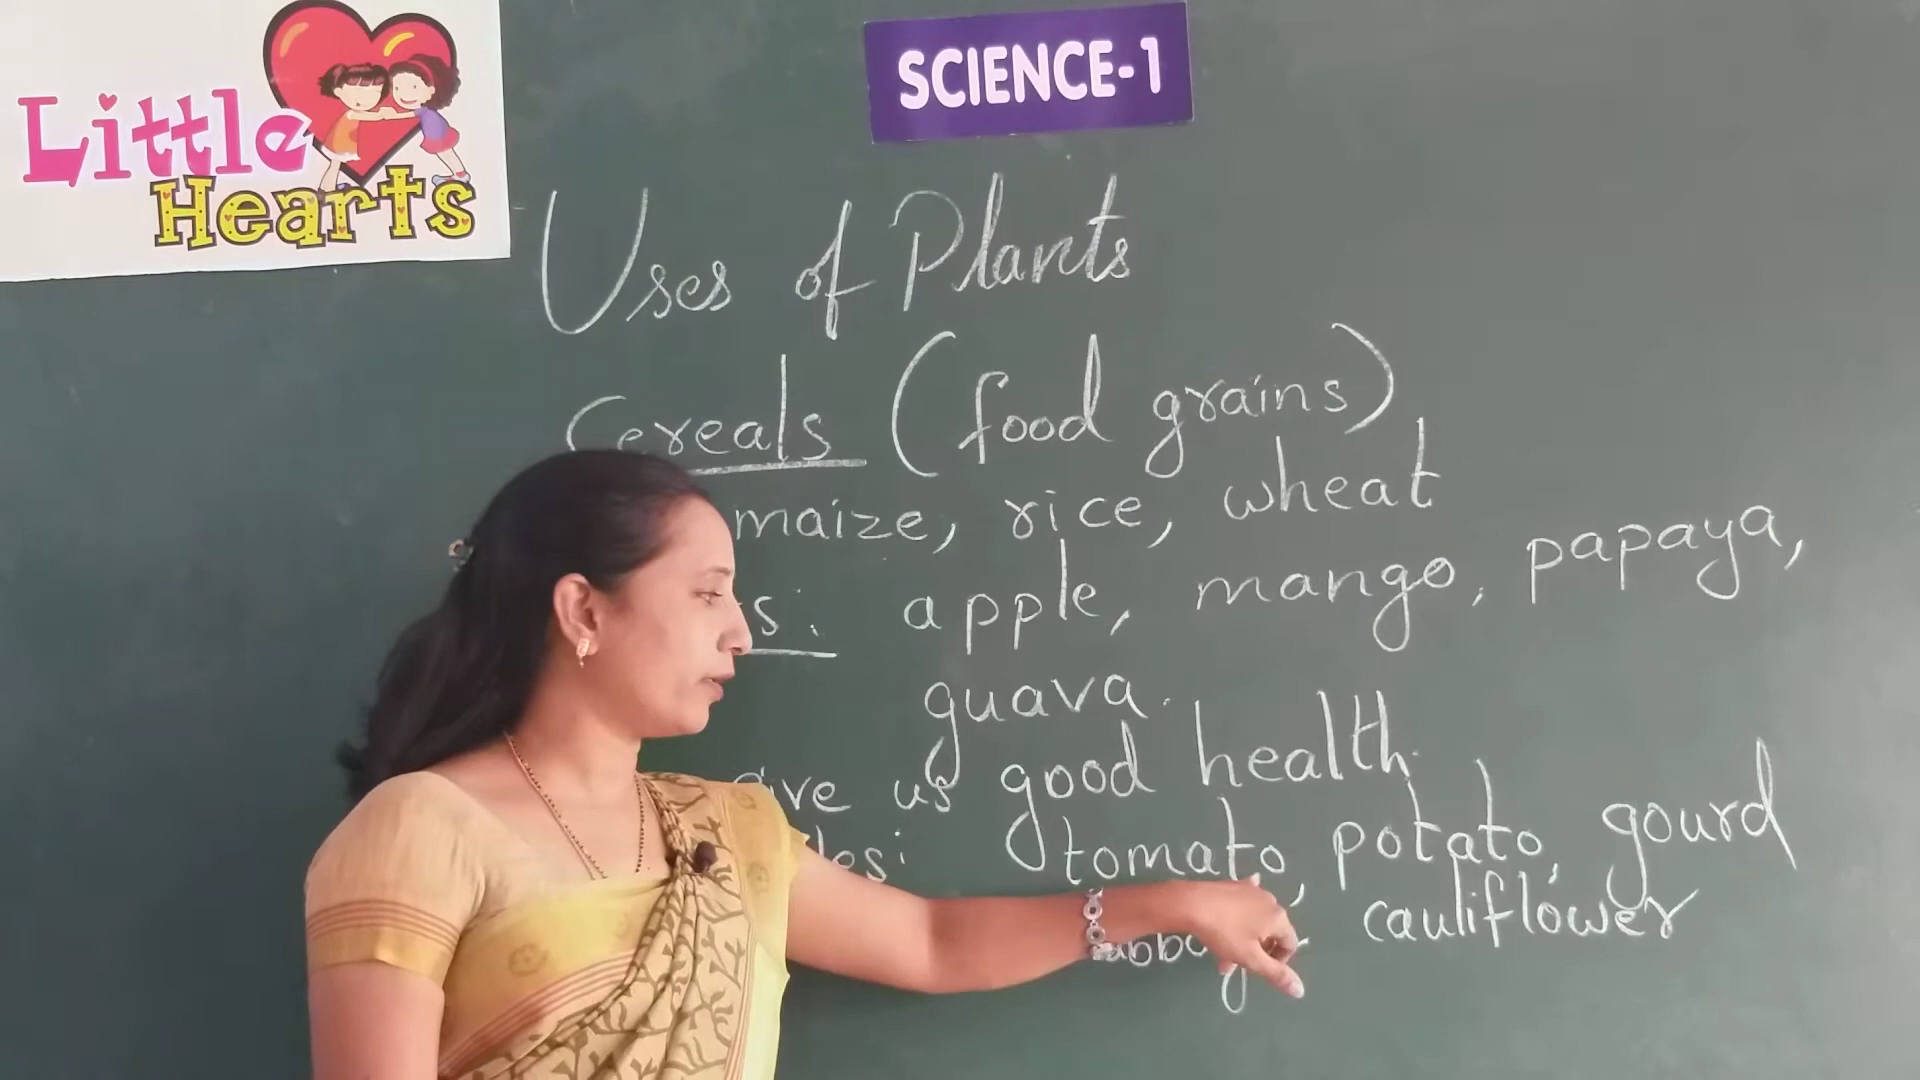 Little
Hearts
SCIENCE-1
Uses of Plants
Cereals (food grains)
maize, rice, wheat
apple, mango, papaya,
guava.
give us good health.
tomato, potato, gourd
cauliflower